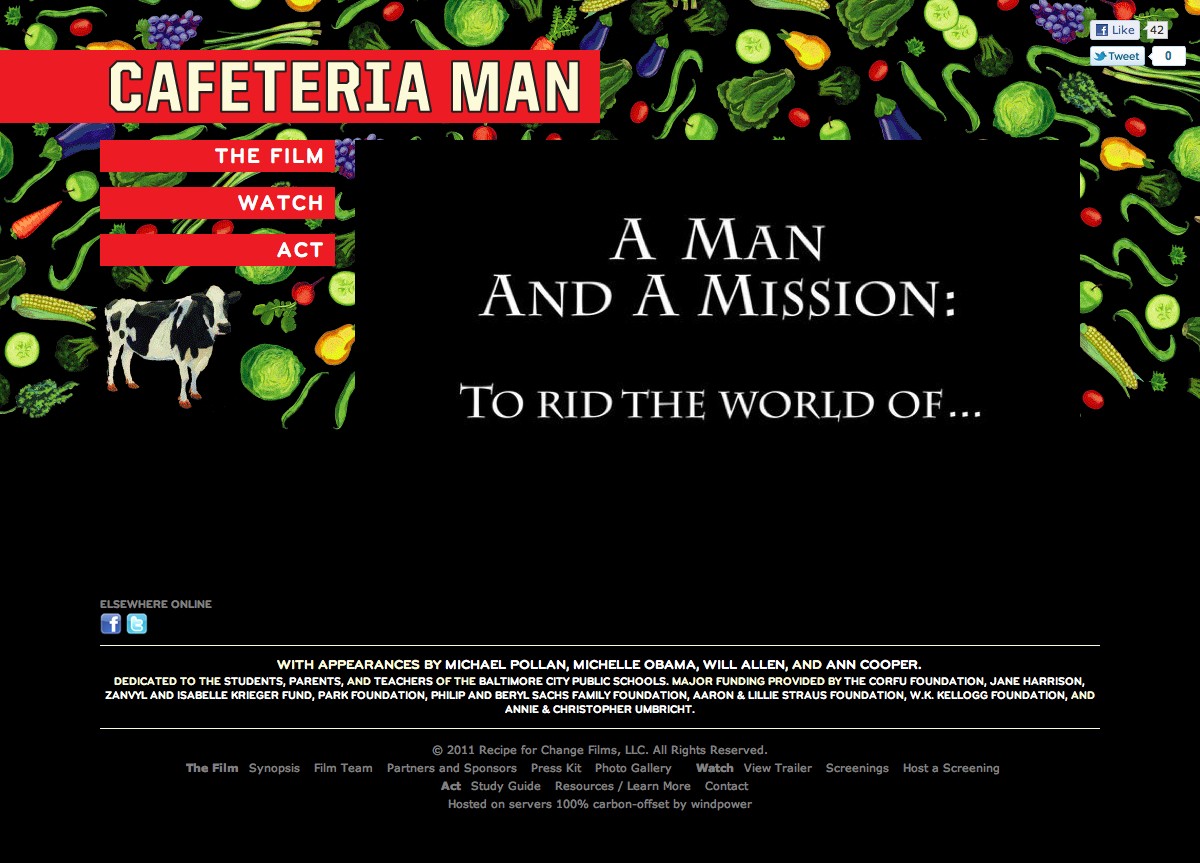 Like 42
Tweet 0
CAFETERIA MAN
THE FILM
WATCH
ACT
A MAN
AND A MISSION:
TO RID THE WORLD OF...
ELSEWHERE ONLINE
WITH APPEARANCES BY MICHAEL POLLAN, MICHELLE OBAMA, WILL ALLEN, AND ANN COOPER.
DEDICATED TO THE STUDENTS, PARENTS, AND TEACHERS OF THE BALTIMORE CITY PUBLIC SCHOOLS. MAJOR FUNDING PROVIDED BY THE CORFU FOUNDATION, JANE HARRISON,
ZANVYL AND ISABELLE KRIEGER FUND, PARK FOUNDATION, PHILIP AND BERYL SACHS FAMILY FOUNDATION, AARON & LILLIE STRAUS FOUNDATION, W.K. KELLOGG FOUNDATION, AND
ANNIE & CHRISTOPHER UMBRICHT.
© 2011 Recipe for Change Films, LLC. All Rights Reserved.
The Film Synopsis Film Team Partners and Sponsors Press Kit Photo Gallery Watch View Trailer Screenings Host a Screening
Act Study Guide Resources / Learn More Contact
Hosted on servers 100% carbon-offset by windpower